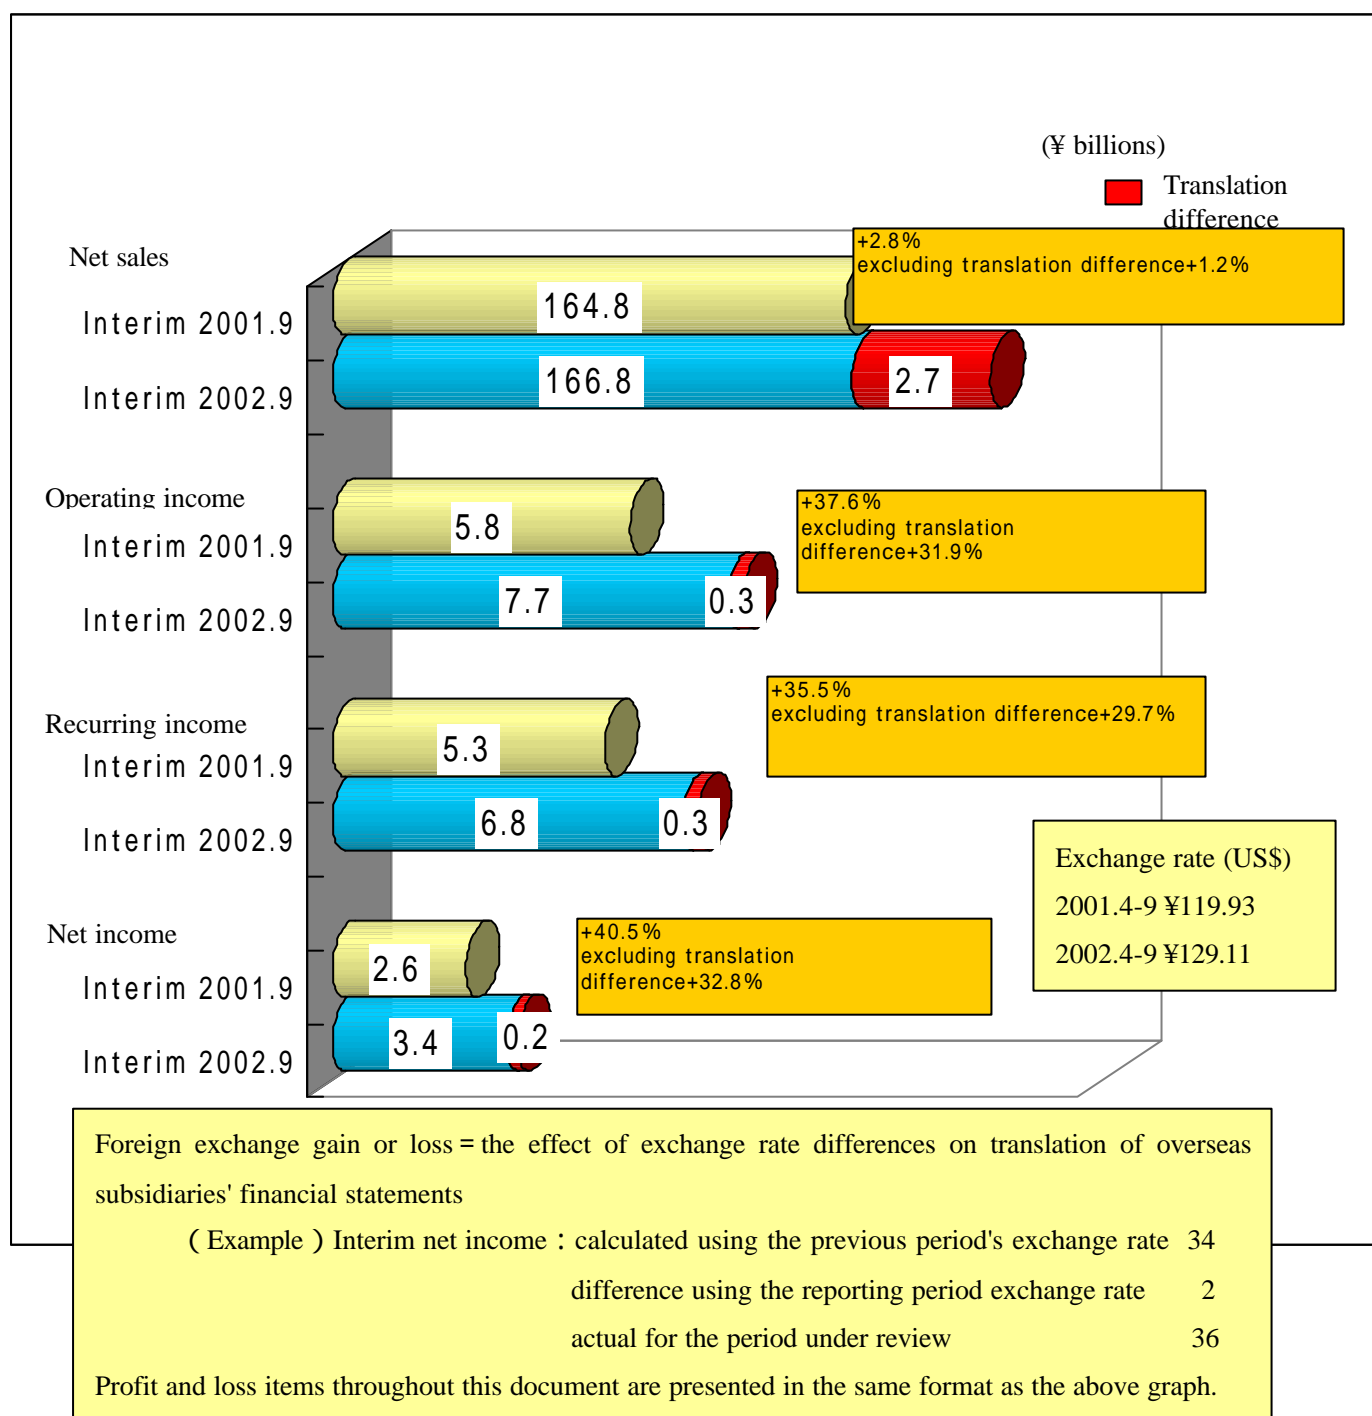 (¥ billions)
Translation
difference
Net sales
+2.8%
excluding translation difference+1.2%
Interim 2001.9
164.8
Interim 2002.9
166.8
2.7
Operating income
+37.6%
excluding translation
difference+31.9%
Interim 2001.9
5.8
Interim 2002.9
7.7
0.3
Recurring income
+35.5%
excluding translation difference+29.7%
Interim 2001.9
5.3
Interim 2002.9
6.8
0.3
Exchange rate (US$)
2001.4-9 ¥119.93
2002.4-9 ¥129.11
Net income
+40.5%
excluding translation
difference+32.8%
Interim 2001.9
2.6
Interim 2002.9
3.4
0.2
Foreign exchange gain or loss = the effect of exchange rate differences on translation of overseas
subsidiaries' financial statements
( Example ) Interim net income : calculated using the previous period's exchange rate 34
difference using the reporting period exchange rate 2
actual for the period under review 36
Profit and loss items throughout this document are presented in the same format as the above graph.